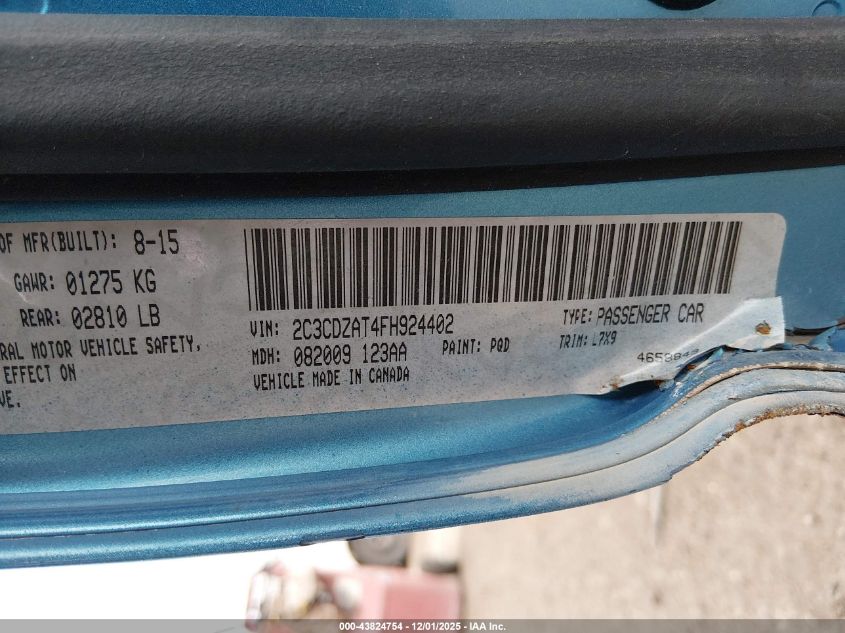 OF MFR(BUILT): 8-15
GAWR: 01275 KG
REAR: 02810 LB
RAL MOTOR VEHICLE SAFETY,
EFFECT ON
VE.
VIN: 2C3CDZAT4FH924402
TYPE: PASSENGER CAR
MDH: 082009 123AA PAINT: PQD
TRIM: L7X9
VEHICLE MADE IN CANADA
000-43824754 - 12/01/2025 - IAA Inc.